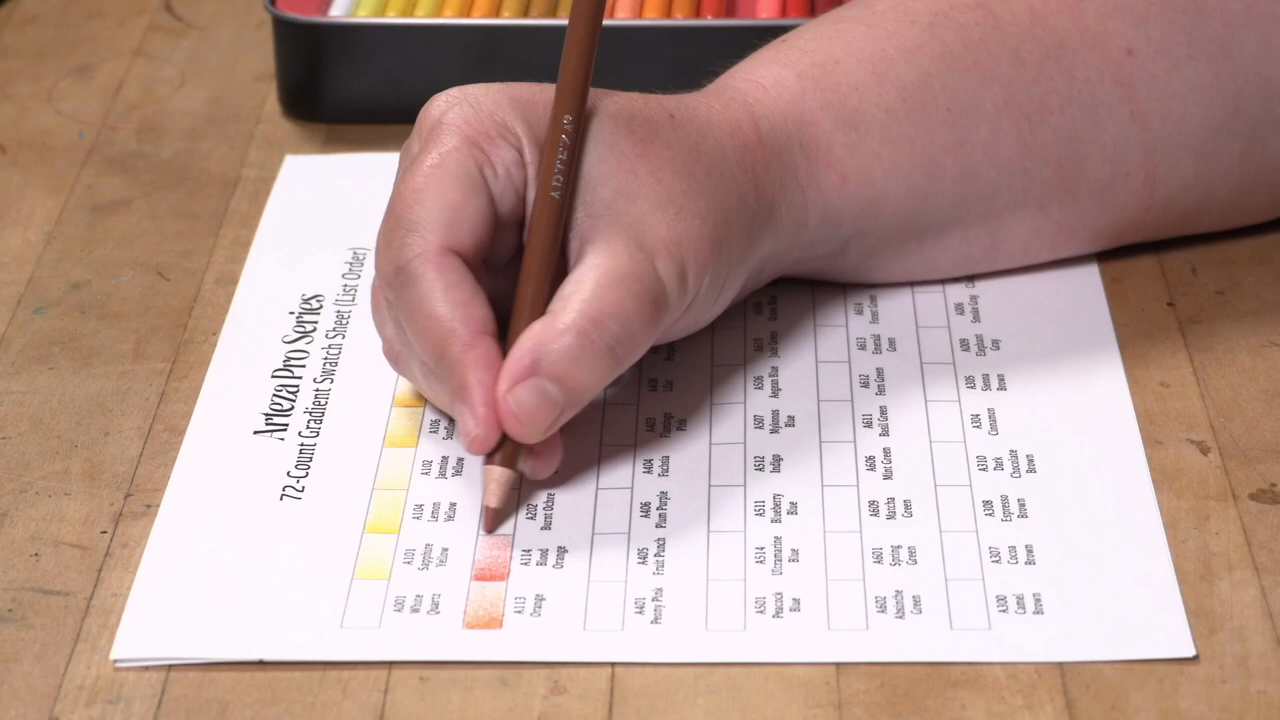 ARTEZA
Arteza Pro Series
72-Count Gradient Swatch Sheet (List Order)
A001
White
Quartz
A101
Sapphire
Yellow
A104
Lemon
Yellow
A102
Jasmine
Yellow
A106
A113
Orange
A114
Blood
Orange
A202
Burnt Ochre
A401
Peony Pink
A405
Fruit Punch
A406
Plum Purple
A404
Fuchsia
A403
Flamingo
Pink
Lilac
A501
Peacock
Blue
A514
Ultramarine
Blue
A511
Blueberry
Blue
A512
Indigo
A507
Mykonos
Blue
A506
Aegean Blue
Jade Green
A602
Absinthe
Green
A601
Spring
Green
A609
Matcha
Green
A606
Mint Green
A611
Basil Green
A612
Fern Green
A613
Emerald
Green
A614
Forest Green
A300
Camel
Brown
A307
Cocoa
Brown
A308
Espresso
Brown
A310
Dark
Chocolate
Brown
A304
Cinnamon
A305
Sienna
Brown
A009
Elephant
Gray
A006
Smoke Gray